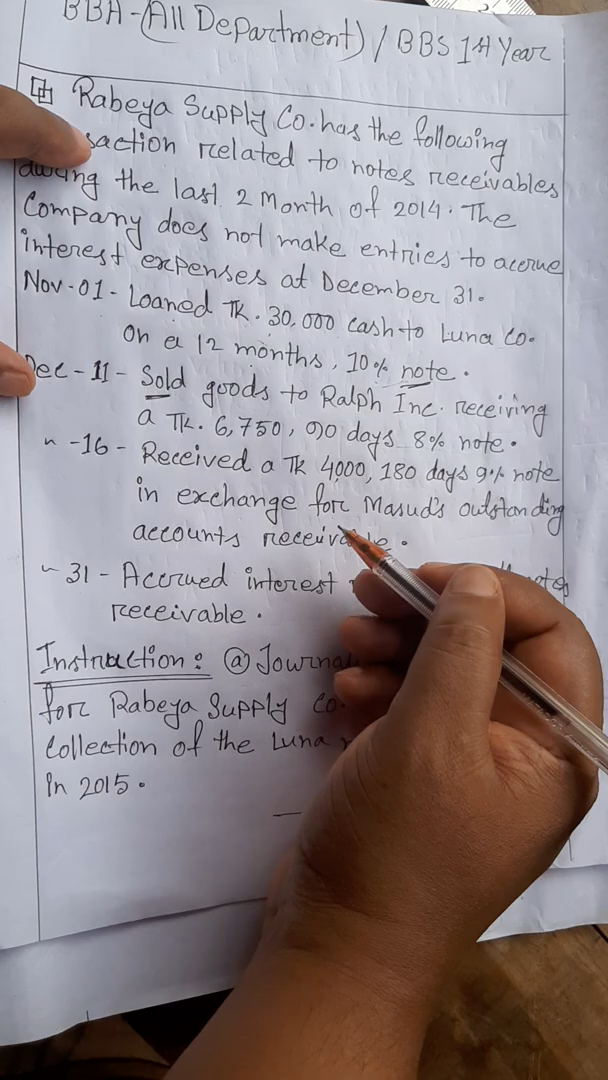 BBA-(All Department) / BBS 1st Year
Rabeya Supply Co. has the following
saction related to notes receivables
during the last 2 Month of 2014. The
Company does not make entries to accrue
interest expenses at December 31.
Nov-01- Loaned Tk. 30,000 cash to Luna Co.
on a 12 months, 10% note.
Dec-11- Sold goods to Ralph Inc. receiving
a Tk. 6,750, 90 days 8% note.
" -16- Received a Tk 4000, 180 days 9% note
in exchange for Masud's outstanding
accounts receivable.
" 31- Accrued interest
receivable.
Instruction: @ Journal
for Rabeya Supply Co.
Collection of the Luna
in 2015.